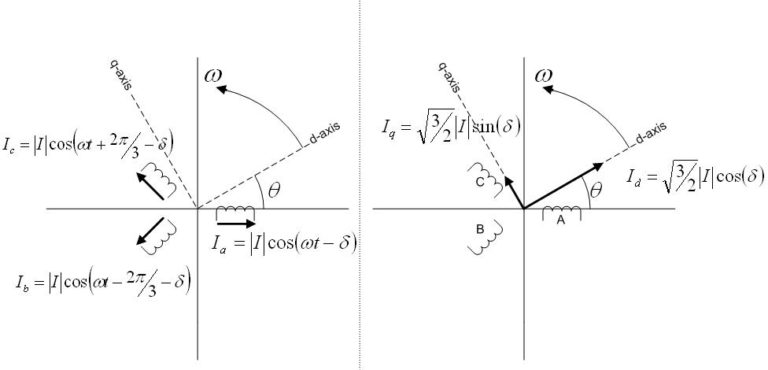 q-axis
ω
d-axis
I_c = |I|cos(ωt + 2π/3 − δ)
θ
I_a = |I|cos(ωt − δ)
I_b = |I|cos(ωt − 2π/3 − δ)
q-axis
ω
d-axis
I_q = √3/2 |I|sin(δ)
C
θ
I_d = √3/2 |I|cos(δ)
B
A